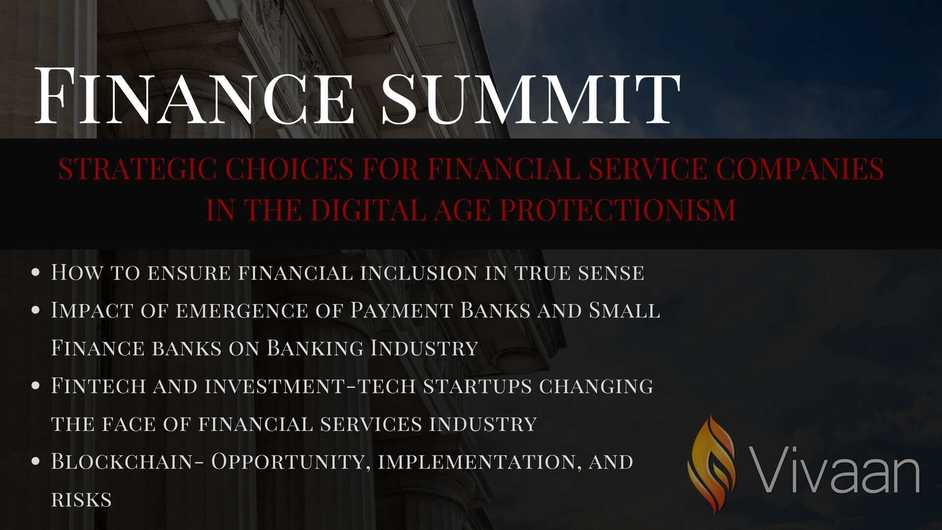 Finance summit
STRATEGIC CHOICES FOR FINANCIAL SERVICE COMPANIES
IN THE DIGITAL AGE PROTECTIONISM
• How to ensure financial inclusion in true sense
• Impact of emergence of Payment Banks and Small
Finance banks on Banking Industry
• Fintech and investment-tech startups changing
the face of financial services industry
• Blockchain- Opportunity, implementation, and
risks
Vivaan